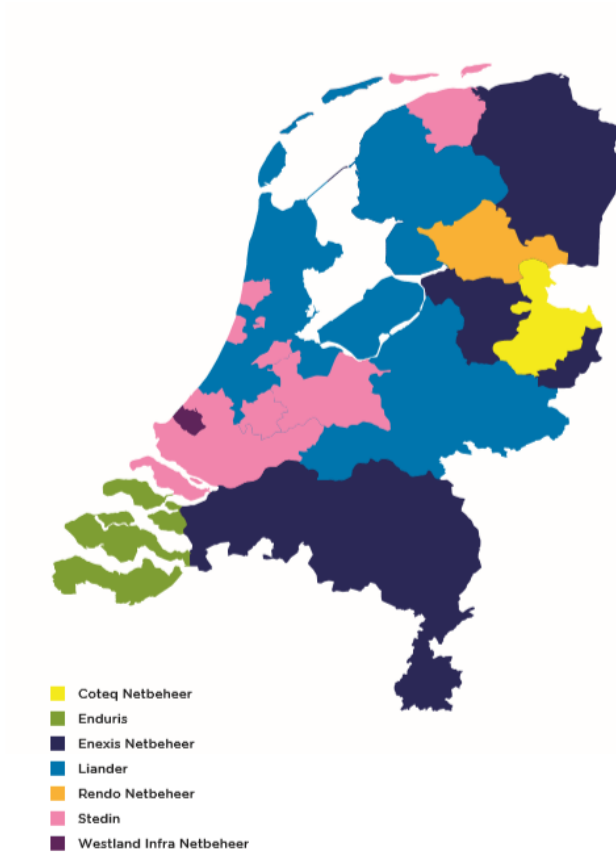 Coteq Netbeheer
Enduris
Enexis Netbeheer
Liander
Rendo Netbeheer
Stedin
Westland Infra Netbeheer